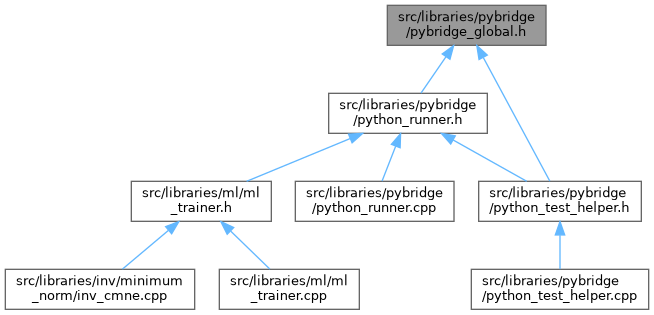 src/libraries/pybridge
/pybridge_global.h
src/libraries/pybridge
/python_runner.h
src/libraries/ml/ml
_trainer.h
src/libraries/pybridge
/python_runner.cpp
src/libraries/pybridge
/python_test_helper.h
src/libraries/inv/minimum
_norm/inv_cmne.cpp
src/libraries/ml/ml
_trainer.cpp
src/libraries/pybridge
/python_test_helper.cpp